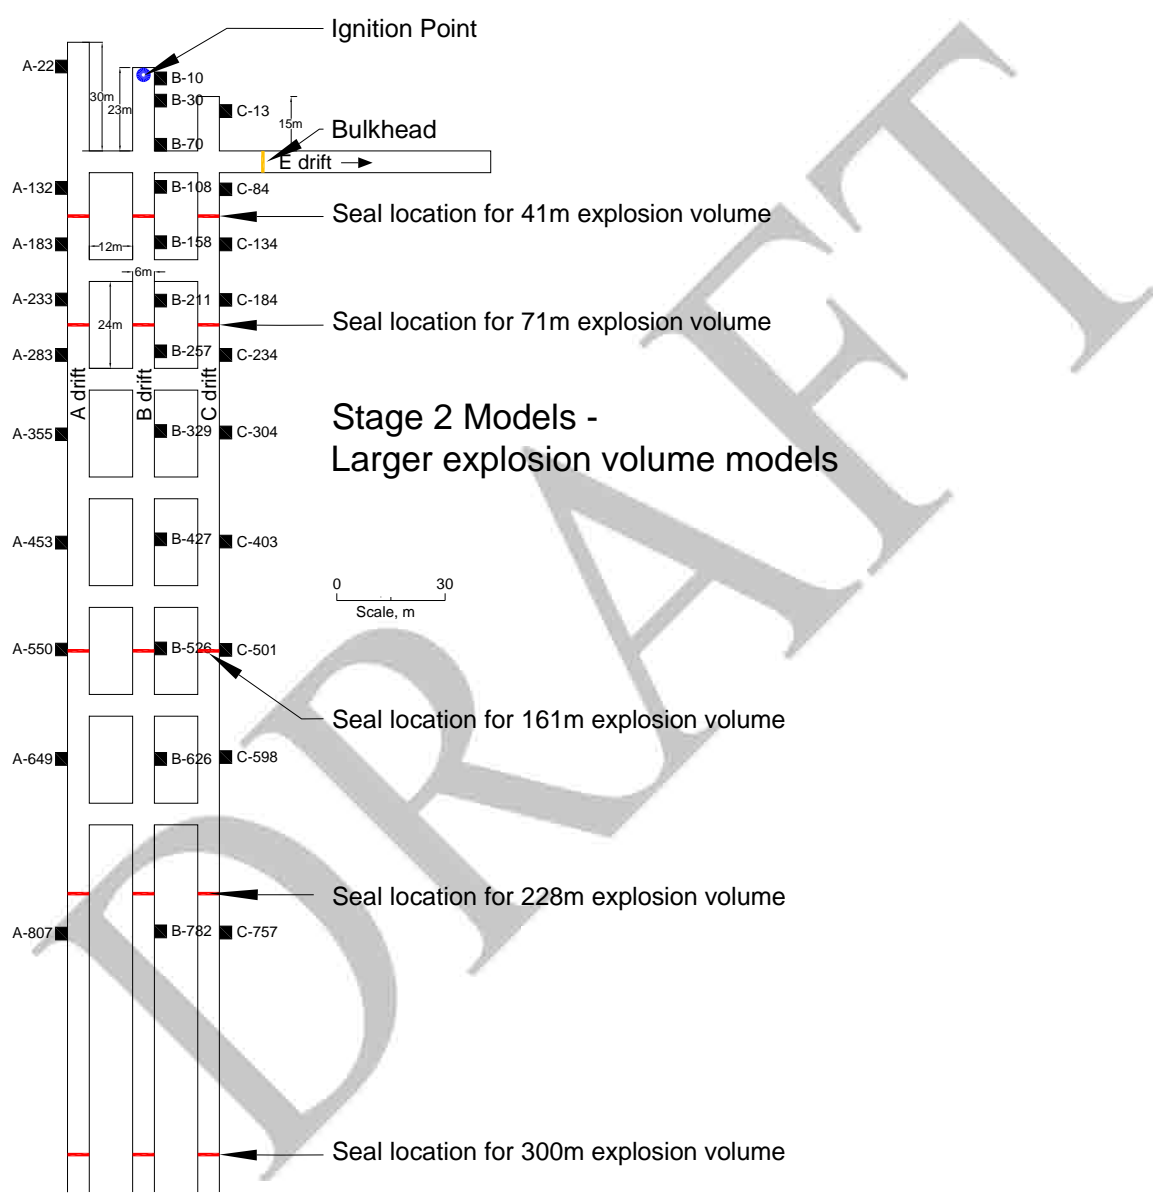 Ignition Point
A-22
B-10
30m
23m
B-30
C-13
15m
Bulkhead
B-70
E drift
A-132
B-108
C-84
Seal location for 41m explosion volume
A-183
12m
B-158
C-134
6m
A-233
B-211
C-184
24m
Seal location for 71m explosion volume
A-283
B-257
C-234
A drift
B drift
C drift
Stage 2 Models -
Larger explosion volume models
A-355
B-329
C-304
A-453
B-427
C-403
0 30
Scale, m
A-550
B-526
C-501
Seal location for 161m explosion volume
A-649
B-626
C-598
Seal location for 228m explosion volume
A-807
B-782
C-757
Seal location for 300m explosion volume
DRAFT